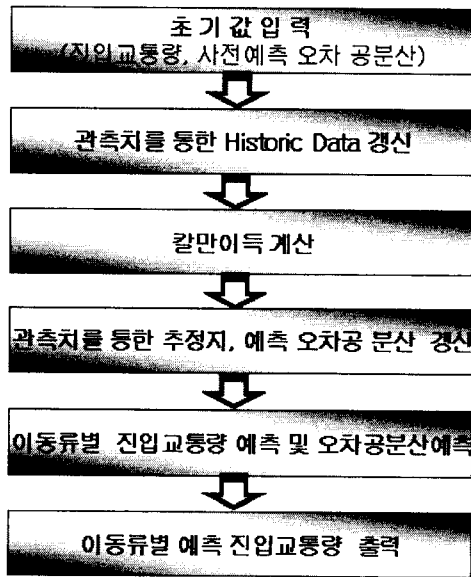 초 기 값 입 력
(진입교통량, 사전예측 오차 공분산)
관측치를 통한 Historic Data 갱신
칼만이득 계산
관측치를 통한 추정지, 예측 오차공 분산 갱신
이동류별 진입교통량 예측 및 오차공분산예측
이동류별 예측 진입교통량 출력